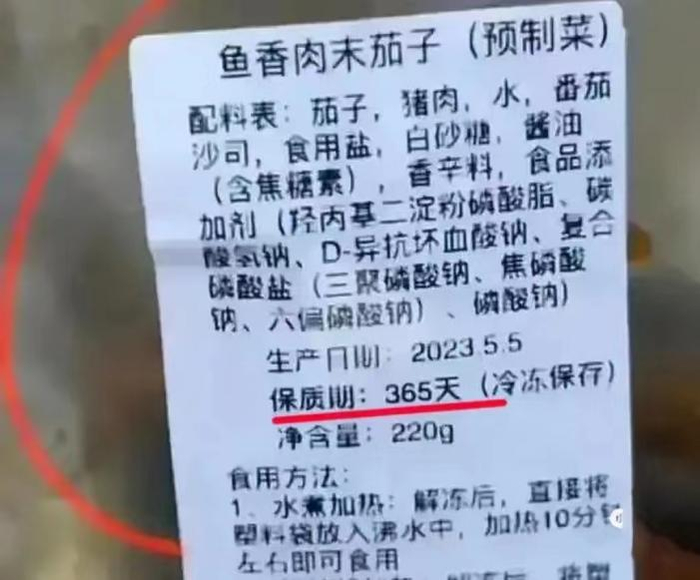 鱼香肉末茄子（预制菜）
配料表：茄子，猪肉，水，番茄
沙司，食用盐，白砂糖，酱油
（含焦糖素），香辛料，食品添
加剂（羟丙基二淀粉磷酸脂、碳
酸氢钠、D-异抗坏血酸钠、复合
磷酸盐（三聚磷酸钠、焦磷酸
钠、六偏磷酸钠）、磷酸钠）
生产日期：2023.5.5
保质期：365天（冷冻保存）
净含量：220g
食用方法：
1、水煮加热：解冻后，直接将
塑料袋放入沸水中，加热10分钟
左右即可食用
解冻后，